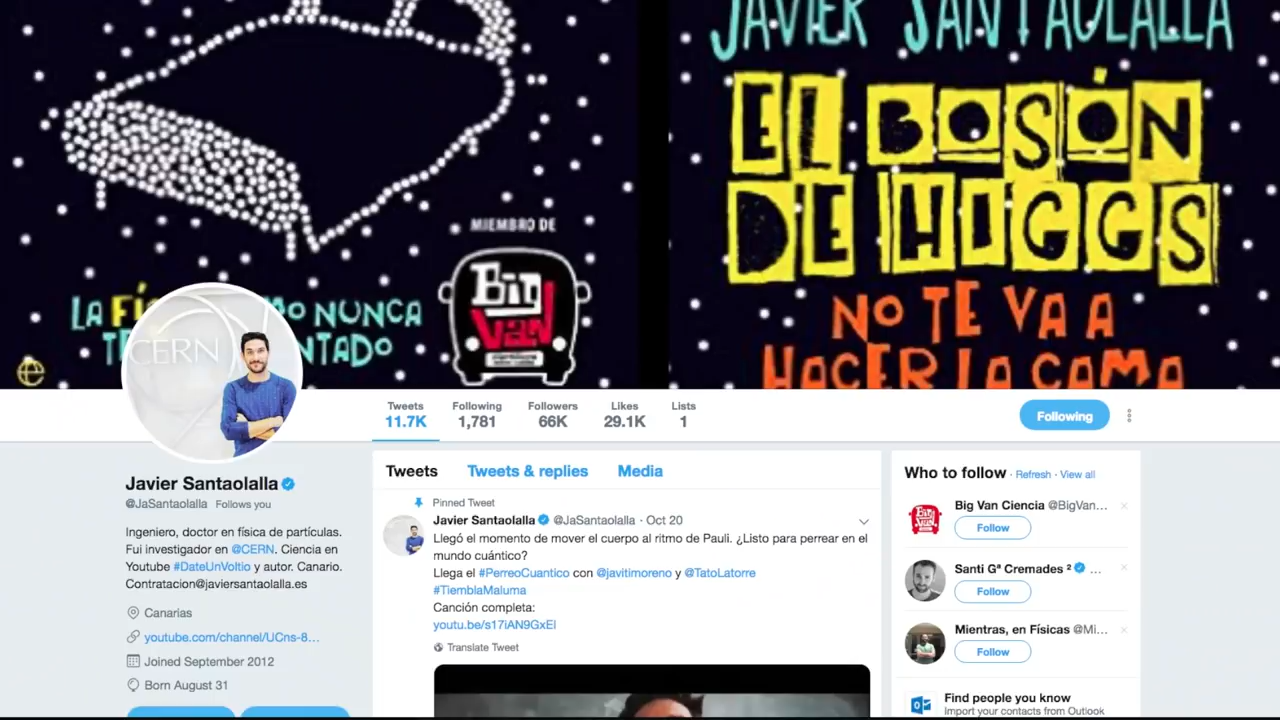 JAVIER SANTAOLALLA
EL BOSÓN
DE HIGGS
NO TE VA A
HACER LA CAMA
MIEMBRO DE
BIG
VAN
LA FÍ
MO NUNCA
NTADO
CERN
Tweets
11.7K
Following
1,781
Followers
66K
Likes
29.1K
Lists
1
Following
Javier Santaolalla
@JaSantaolalla Follows you
Ingeniero, doctor en física de partículas.
Fui investigador en @CERN. Ciencia en
Youtube #DateUnVoltio y autor. Canario.
Contratacion@javiersantaolalla.es
Canarias
youtube.com/channel/UCns-8...
Joined September 2012
Born August 31
Tweets Tweets & replies Media
Pinned Tweet
Javier Santaolalla @JaSantaolalla · Oct 20
Llegó el momento de mover el cuerpo al ritmo de Pauli. ¿Listo para perrear en el
mundo cuántico?
Llega el #PerreoCuantico con @javitimoreno y @TatoLatorre
#TiemblaMaluma
Canción completa:
youtu.be/s17iAN9GxEI
Translate Tweet
Who to follow · Refresh · View all
Big Van Ciencia @BigVan...
Follow
Santi Gª Cremades ² ...
Follow
Mientras, en Físicas @Mi...
Follow
Find people you know
Import your contacts from Outlook